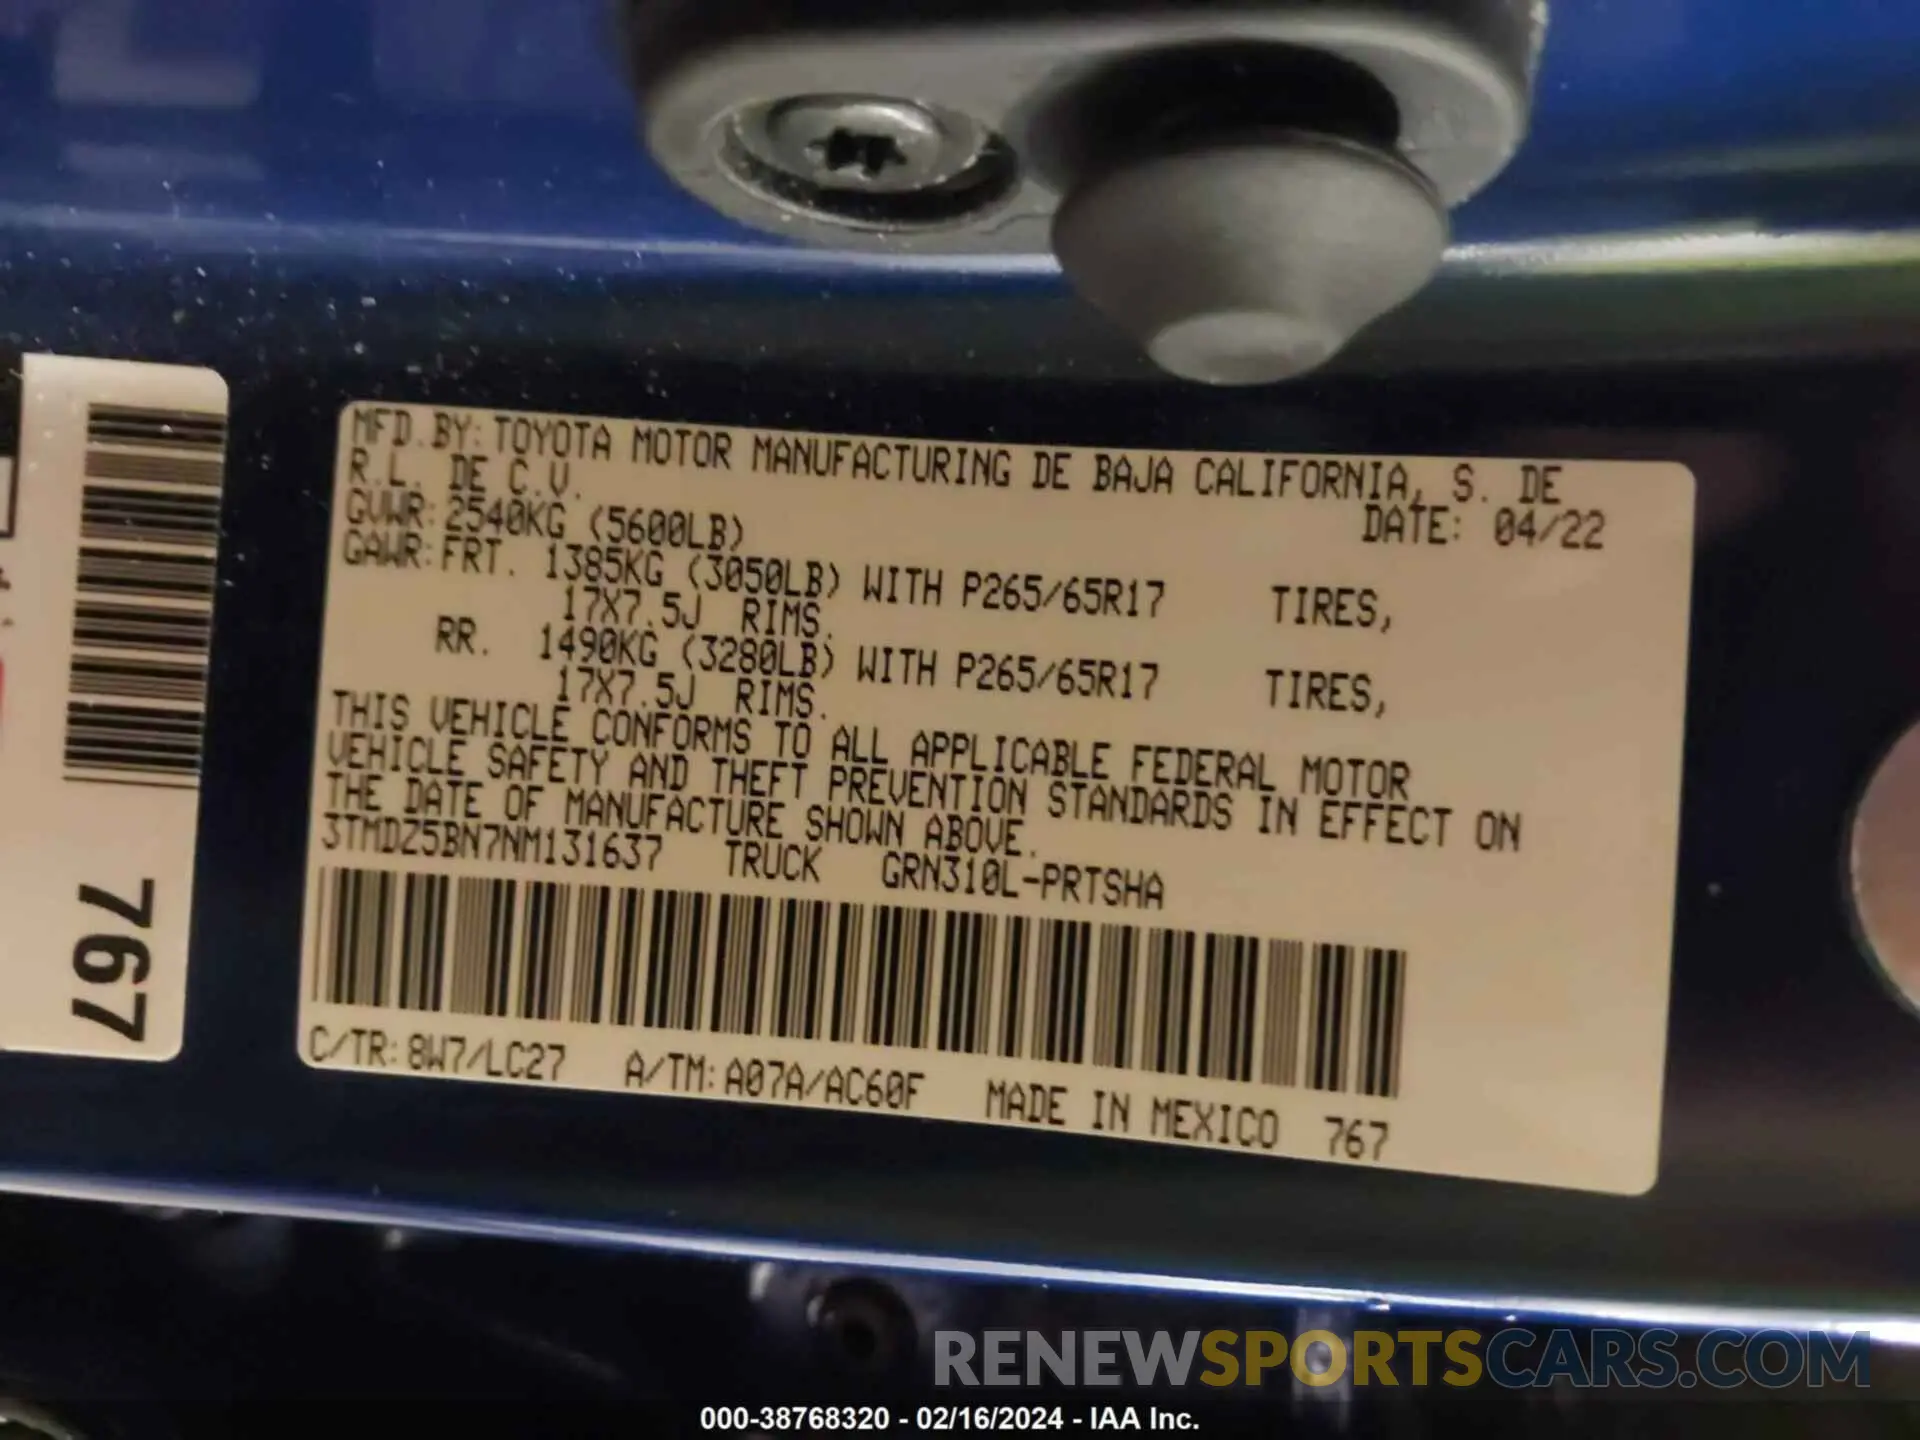 MFD.BY: TOYOTA MOTOR MANUFACTURING DE BAJA CALIFORNIA, S. DE
R.L. DE C.V.
DATE: 04/22
GVWR: 2540KG (5600LB)
GAWR: FRT. 1385KG (3050LB) WITH P265/65R17 TIRES,
17X7.5J RIMS.
RR. 1490KG (3280LB) WITH P265/65R17 TIRES,
17X7.5J RIMS.
THIS VEHICLE CONFORMS TO ALL APPLICABLE FEDERAL MOTOR
VEHICLE SAFETY AND THEFT PREVENTION STANDARDS IN EFFECT ON
THE DATE OF MANUFACTURE SHOWN ABOVE.
3TMDZ5BN7NM131637 TRUCK GRN310L-PRTSHA
C/TR: 8W7/LC27 A/TM: A07A/AC60F MADE IN MEXICO 767
767
RENEWSPORTSCARS.COM
000-38768320 - 02/16/2024 - IAA Inc.